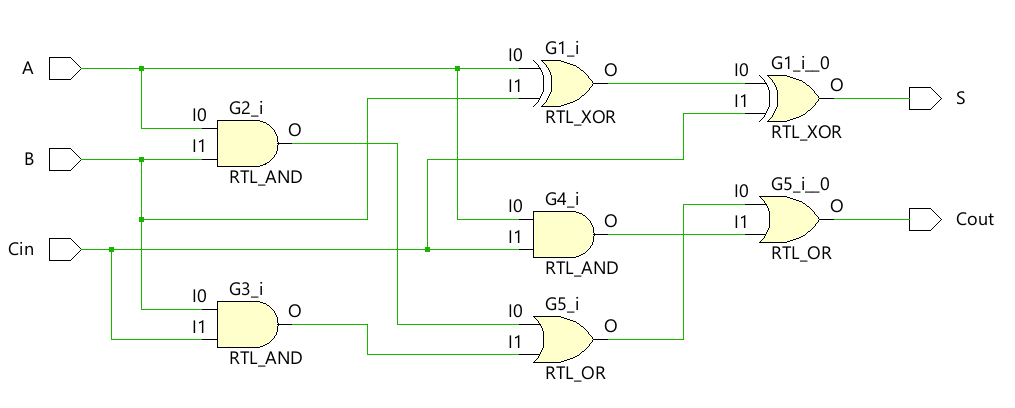 A
I0
I1
G1_i
O
RTL_XOR
I0
I1
G1_i__0
O
RTL_XOR
S
B
I0
I1
G2_i
O
RTL_AND
Cin
I0
I1
G4_i
O
RTL_AND
I0
I1
G5_i__0
O
RTL_OR
Cout
I0
I1
G3_i
O
RTL_AND
I0
I1
G5_i
O
RTL_OR